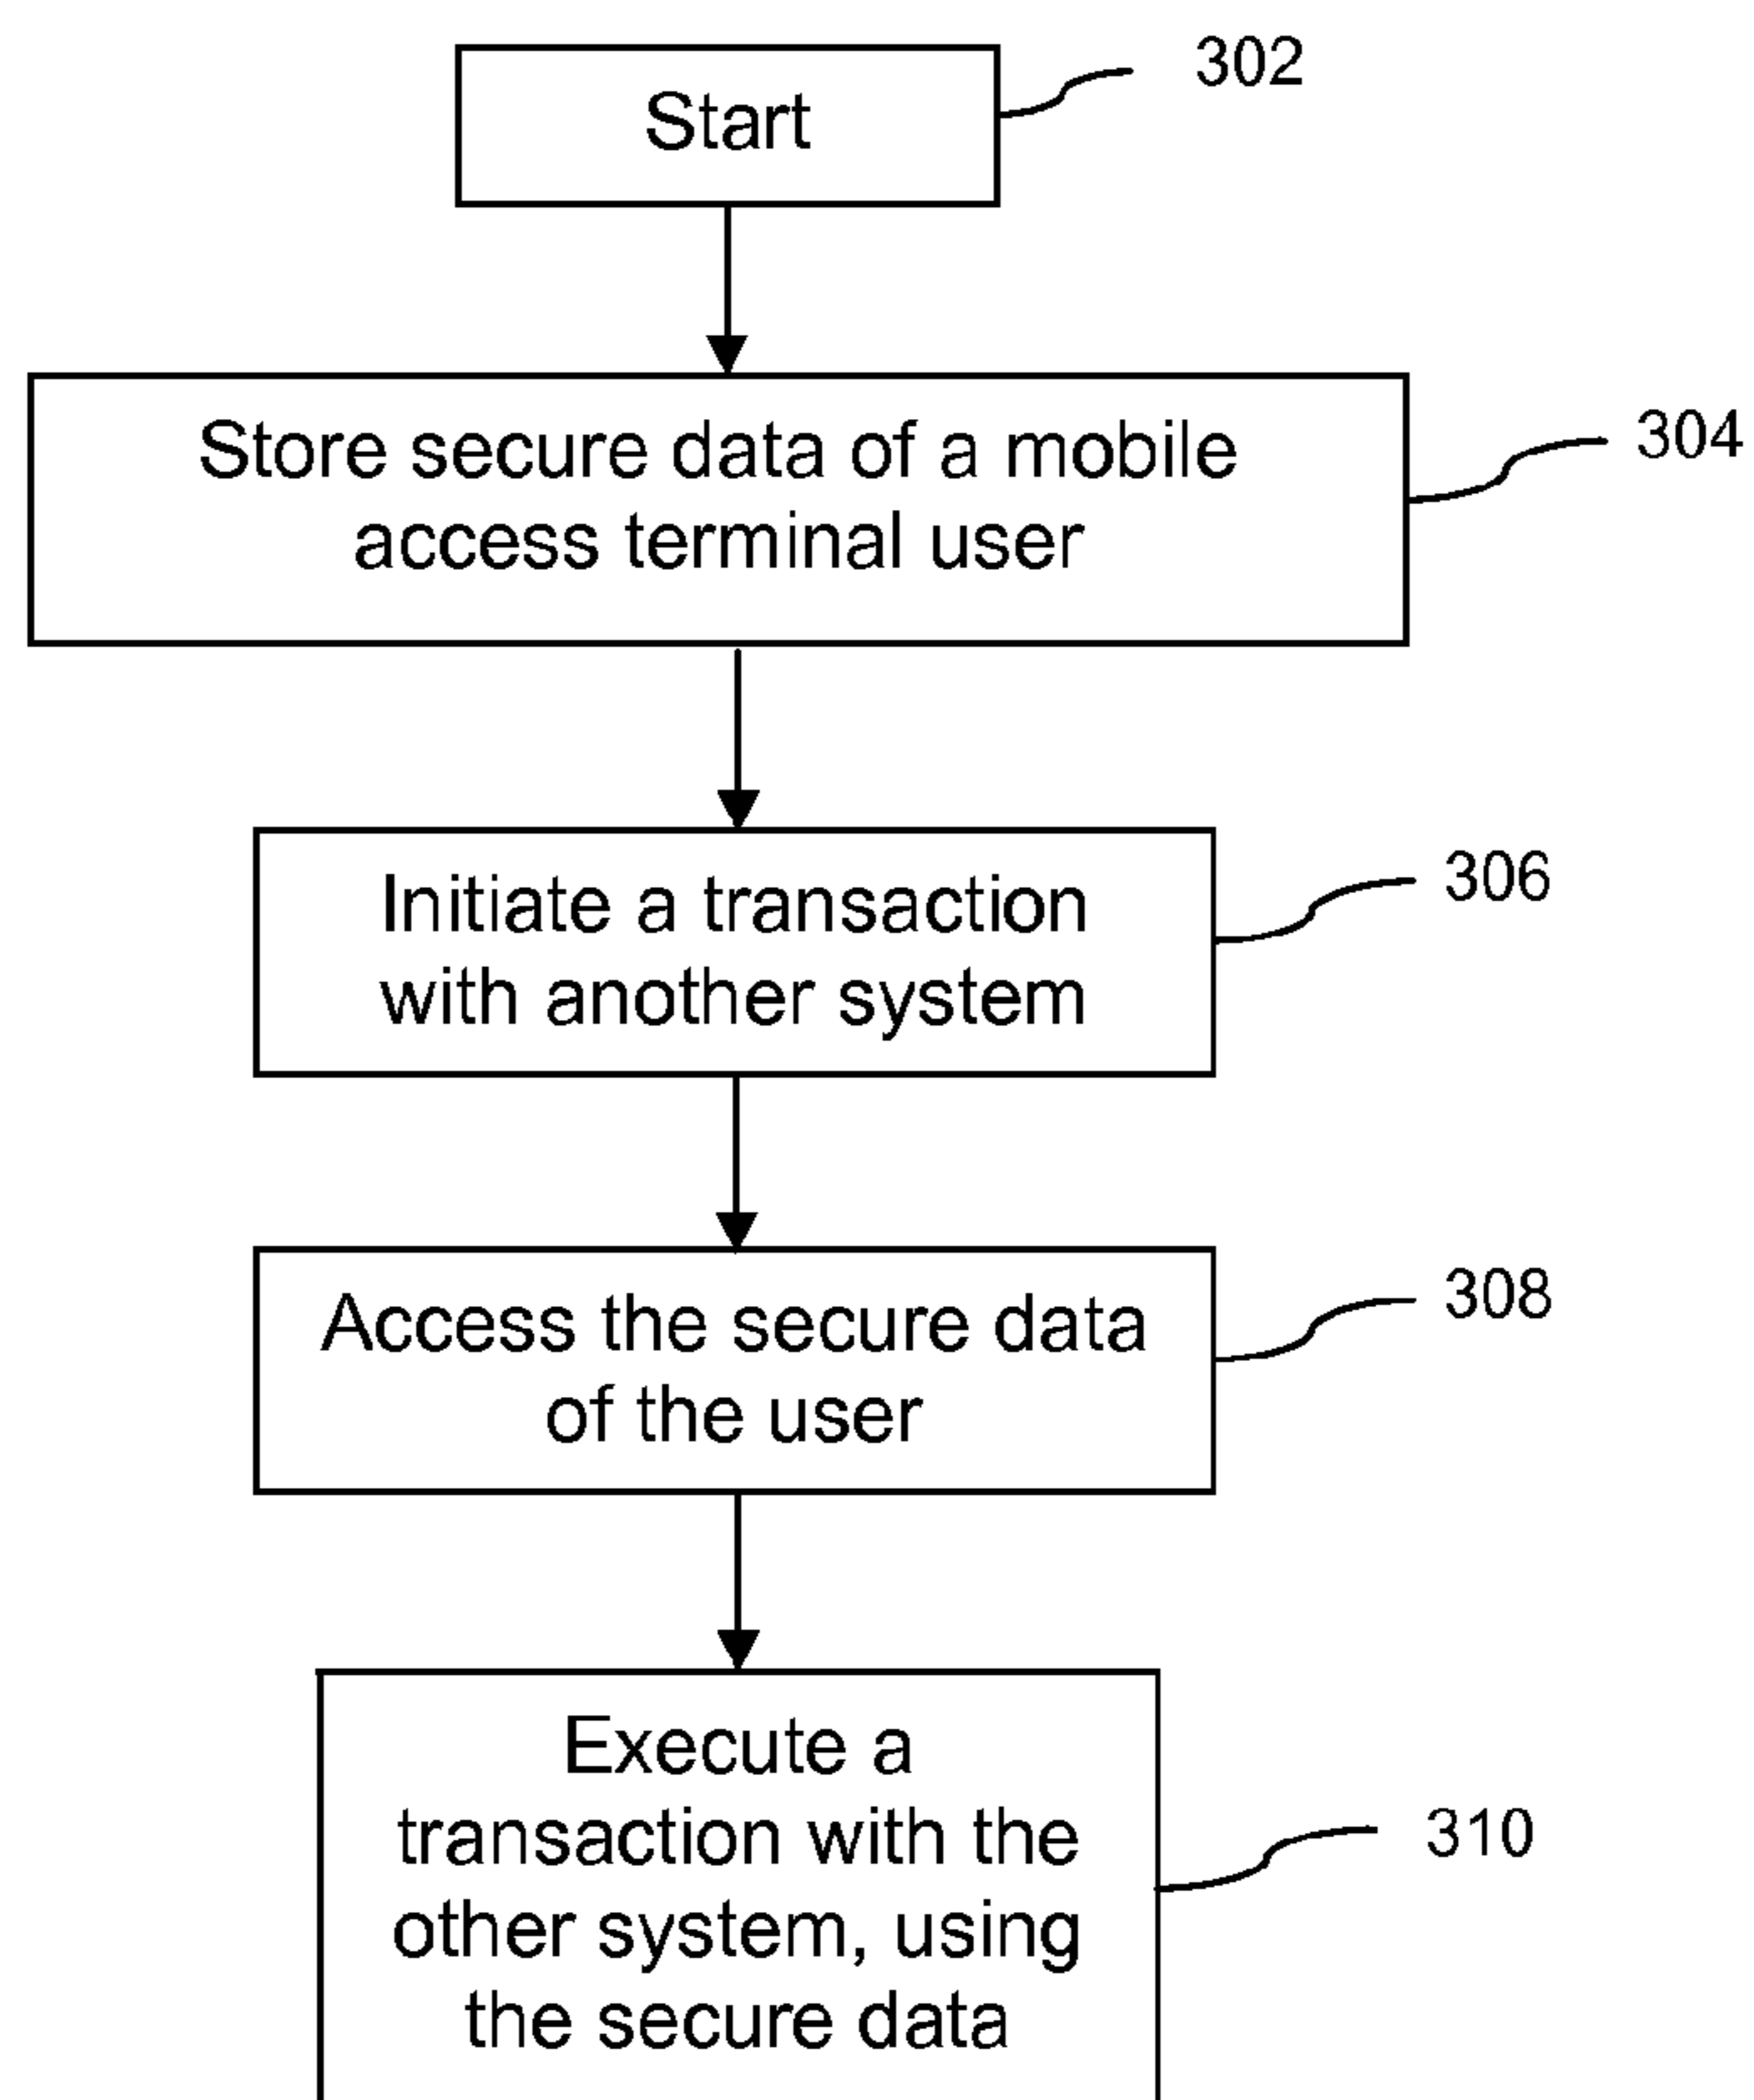 Start
302
Store secure data of a mobile
access terminal user
304
Initiate a transaction
with another system
306
Access the secure data
of the user
308
Execute a
transaction with the
other system, using
the secure data
310